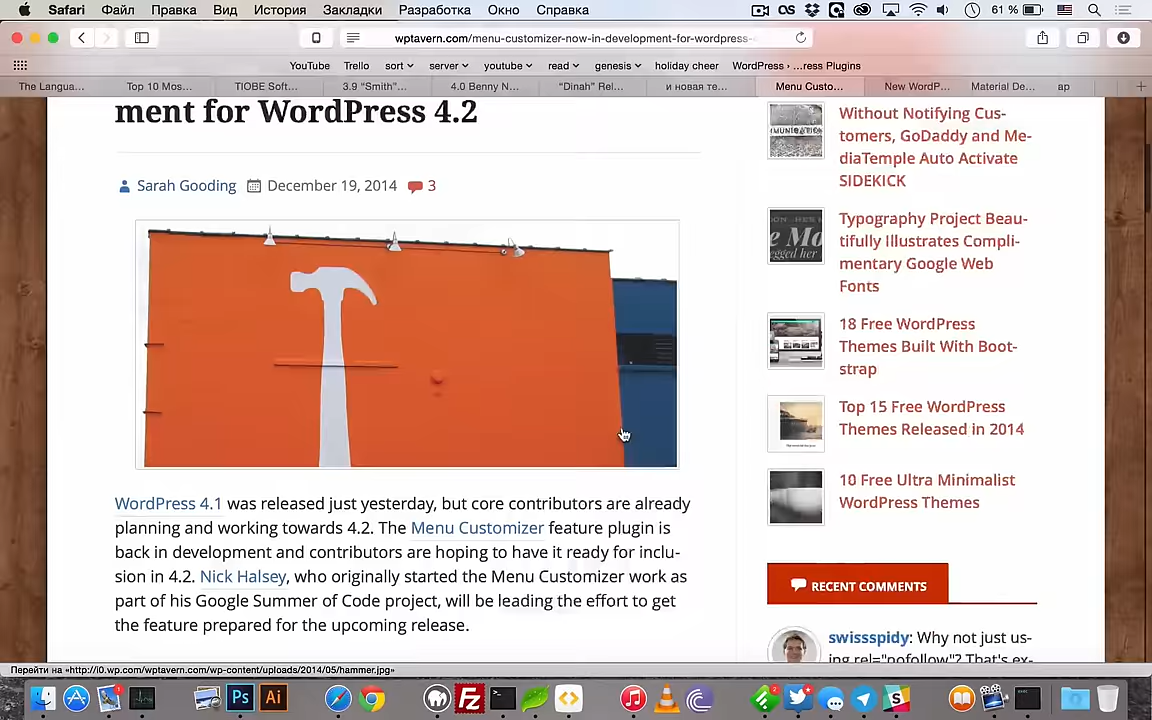 Safari Файл Правка Вид История Закладки Разработка Окно Справка 61 %
wptavern.com/menu-customizer-now-in-development-for-wordpress-
YouTube Trello sort server youtube read genesis holiday cheer WordPress › ...ress Plugins
The Langua... Top 10 Mos... TIOBE Soft... 3.9 “Smith”... 4.0 Benny N... “Dinah” Rel... и новая те... Menu Custo... New WordP... Material De... ap
ment for WordPress 4.2
Sarah Gooding December 19, 2014 3
WordPress 4.1 was released just yesterday, but core contributors are already
planning and working towards 4.2. The Menu Customizer feature plugin is
back in development and contributors are hoping to have it ready for inclu-
sion in 4.2. Nick Halsey, who originally started the Menu Customizer work as
part of his Google Summer of Code project, will be leading the effort to get
the feature prepared for the upcoming release.
Without Notifying Cus-
tomers, GoDaddy and Me-
diaTemple Auto Activate
SIDEKICK
Typography Project Beau-
tifully Illustrates Compli-
mentary Google Web
Fonts
18 Free WordPress
Themes Built With Boot-
strap
Top 15 Free WordPress
Themes Released in 2014
10 Free Ultra Minimalist
WordPress Themes
RECENT COMMENTS
swissspidy: Why not just us-
ing rel="nofollow"? That's ex-
Перейти на «http://i0.wp.com/wptavern.com/wp-content/uploads/2014/05/hammer.jpg»
Ps Ai Fz